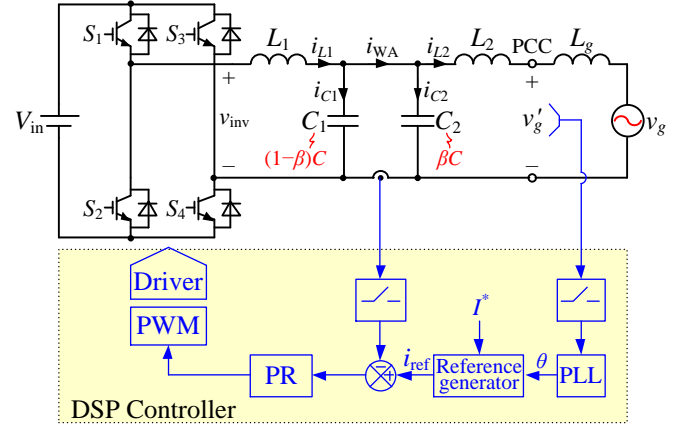 S1 S3 L1 iL1 iWA iL2 L2 PCC Lg
+ iC1 iC2 +
Vin vinv C1 C2 vg′ vg
(1−β)C βC
− −
S2 S4
Driver
PWM I*
PR − + iref Reference generator θ PLL
DSP Controller